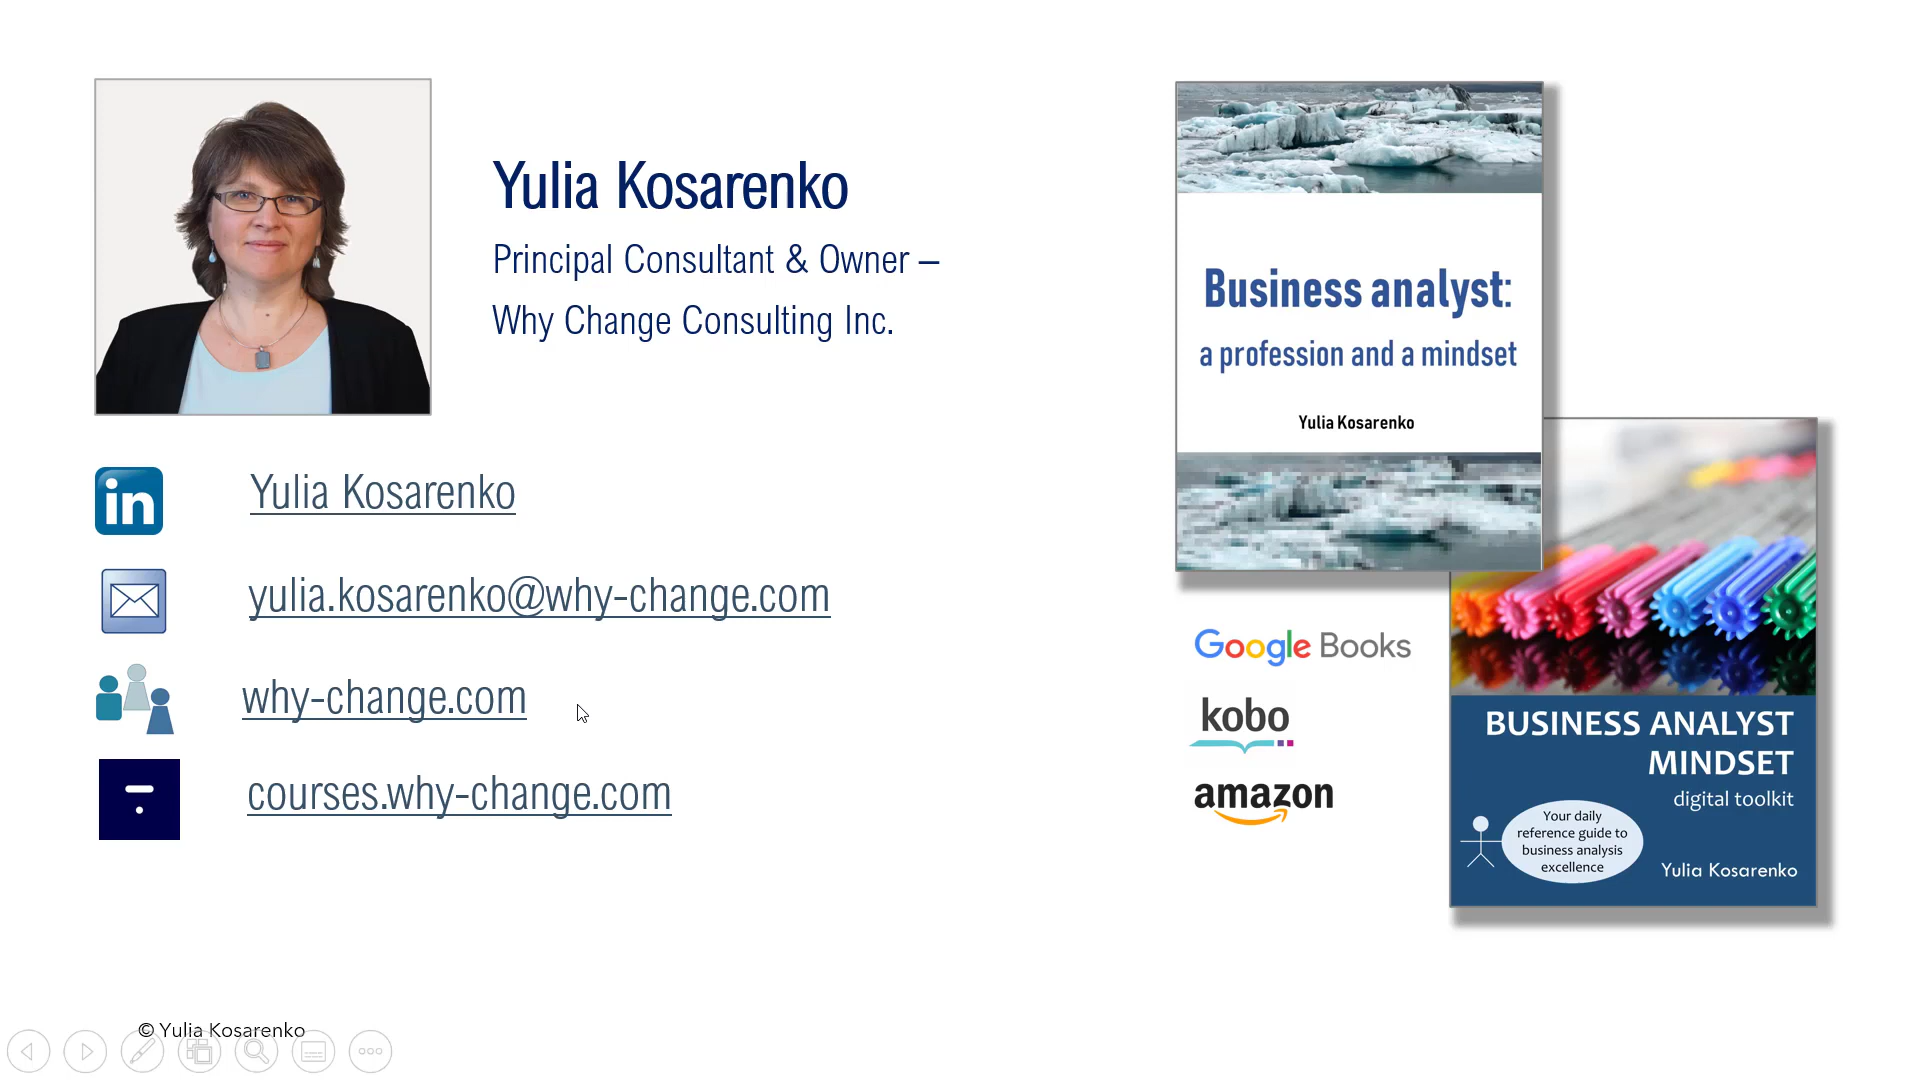 Yulia Kosarenko
Principal Consultant & Owner –
Why Change Consulting Inc.
in
Yulia Kosarenko
yulia.kosarenko@why-change.com
why-change.com
courses.why-change.com
Business analyst:
a profession and a mindset
Yulia Kosarenko
Google Books
kobo
amazon
BUSINESS ANALYST
MINDSET
digital toolkit
Your daily
reference guide to
business analysis
excellence
Yulia Kosarenko
© Yulia Kosarenko